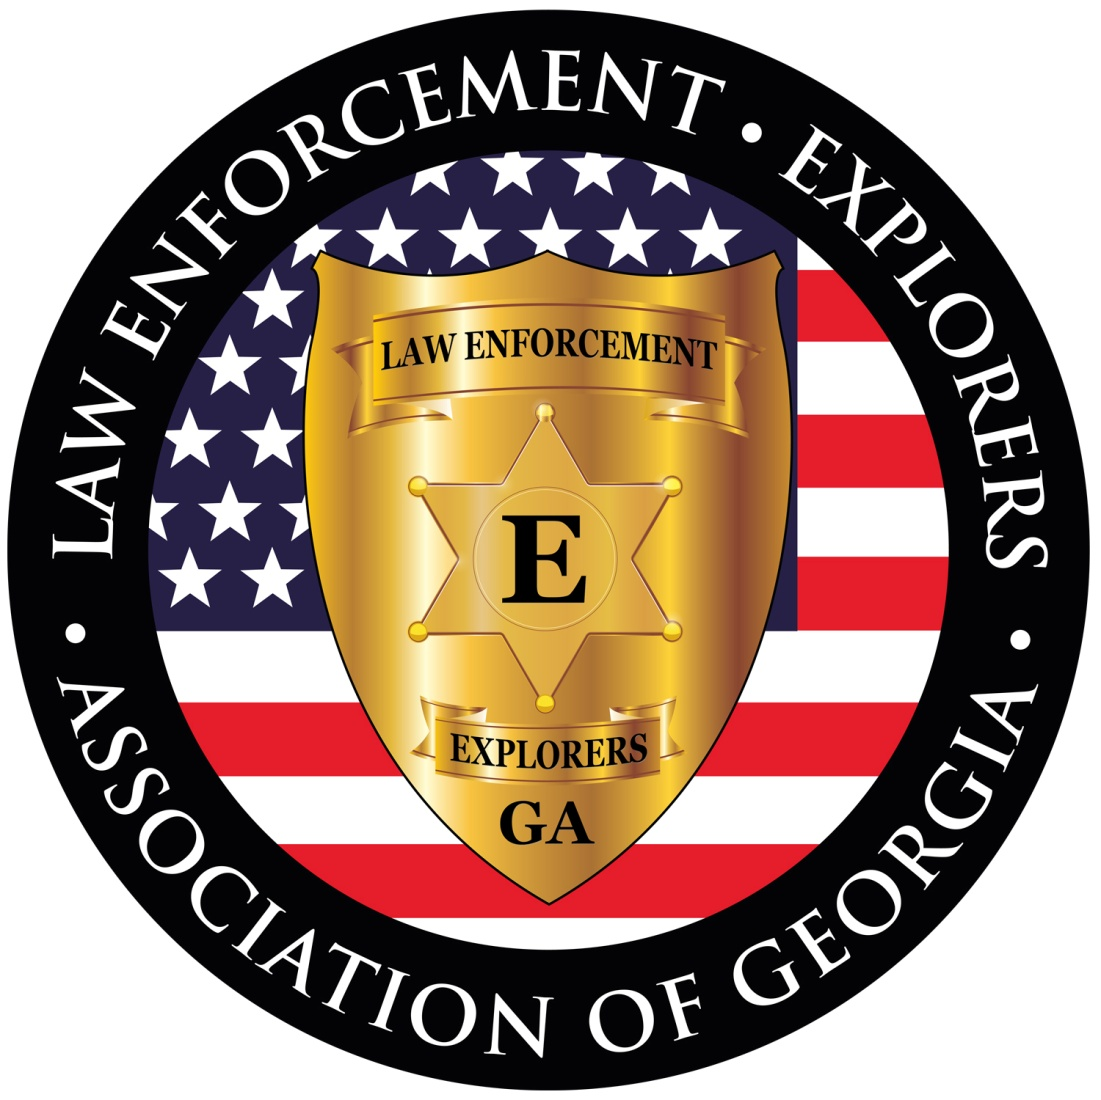 LAW ENFORCEMENT • EXPLORERS •
ASSOCIATION OF GEORGIA •
LAW ENFORCEMENT
E
EXPLORERS
GA